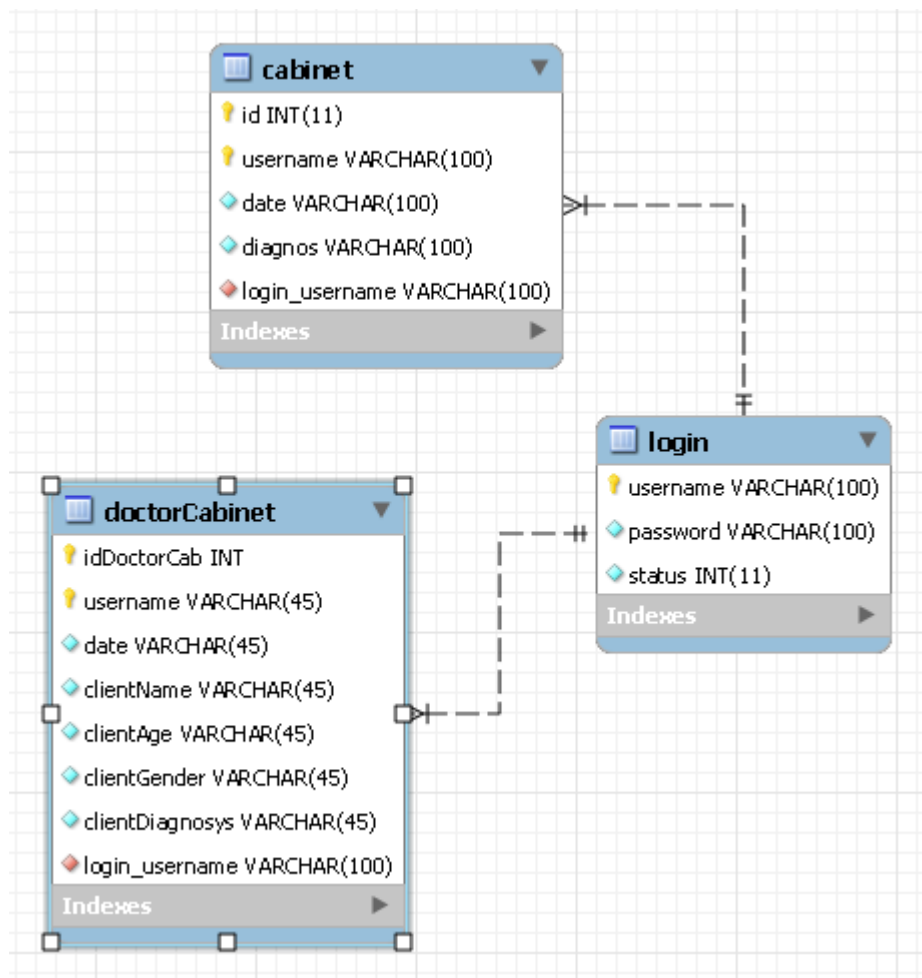 cabinet
id INT(11)
username VARCHAR(100)
date VARCHAR(100)
diagnos VARCHAR(100)
login_username VARCHAR(100)
Indexes
login
username VARCHAR(100)
password VARCHAR(100)
status INT(11)
Indexes
doctorCabinet
idDoctorCab INT
username VARCHAR(45)
date VARCHAR(45)
clientName VARCHAR(45)
clientAge VARCHAR(45)
clientGender VARCHAR(45)
clientDiagnosys VARCHAR(45)
login_username VARCHAR(100)
Indexes